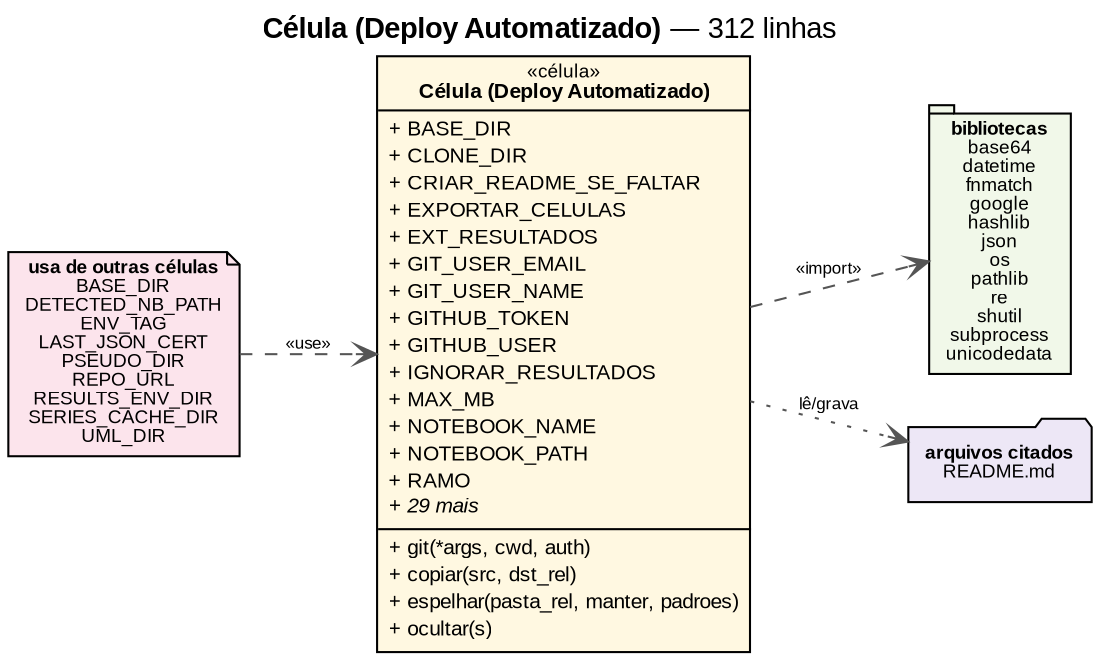 Célula (Deploy Automatizado) — 312 linhas
usa de outras células
BASE_DIR
DETECTED_NB_PATH
ENV_TAG
LAST_JSON_CERT
PSEUDO_DIR
REPO_URL
RESULTS_ENV_DIR
SERIES_CACHE_DIR
UML_DIR
«use»
«célula»
Célula (Deploy Automatizado)
+ BASE_DIR
+ CLONE_DIR
+ CRIAR_README_SE_FALTAR
+ EXPORTAR_CELULAS
+ EXT_RESULTADOS
+ GIT_USER_EMAIL
+ GIT_USER_NAME
+ GITHUB_TOKEN
+ GITHUB_USER
+ IGNORAR_RESULTADOS
+ MAX_MB
+ NOTEBOOK_NAME
+ NOTEBOOK_PATH
+ RAMO
+ 29 mais
+ git(*args, cwd, auth)
+ copiar(src, dst_rel)
+ espelhar(pasta_rel, manter, padroes)
+ ocultar(s)
«import»
bibliotecas
base64
datetime
fnmatch
google
hashlib
json
os
pathlib
re
shutil
subprocess
unicodedata
lê/grava
arquivos citados
README.md